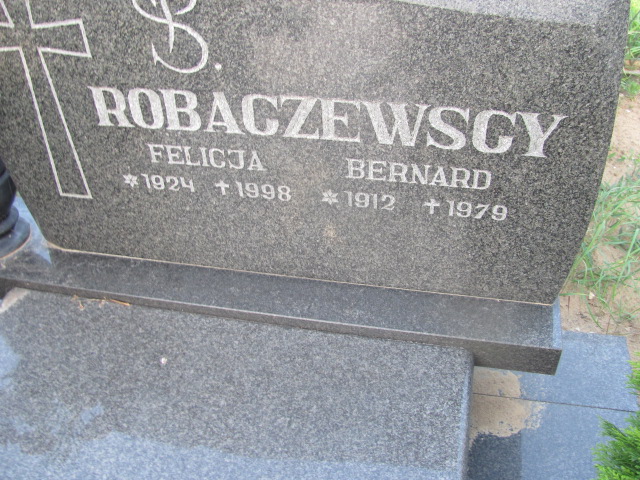 Ś.
ROBACZEWSCY
FELICJA BERNARD
*1924 †1998 *1912 †1979